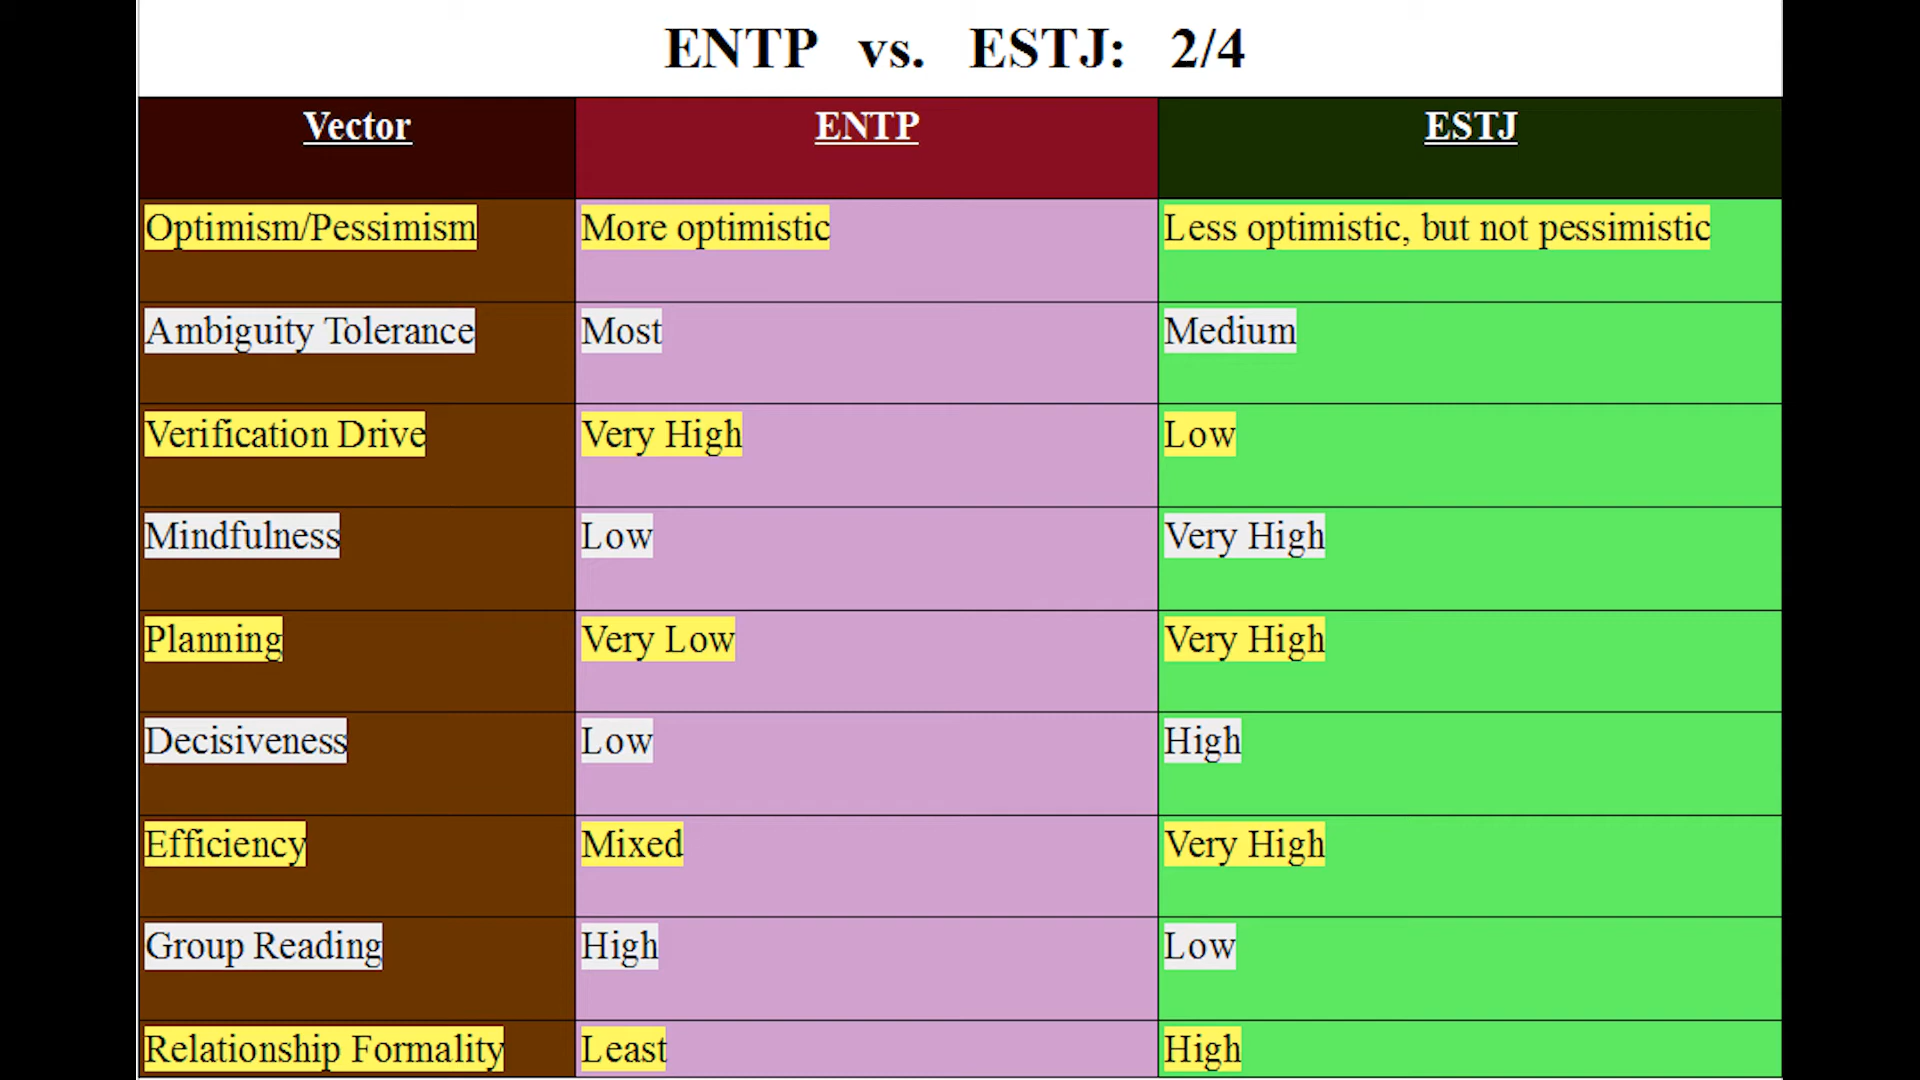 ENTP vs. ESTJ: 2/4
Vector ENTP ESTJ
Optimism/Pessimism More optimistic Less optimistic, but not pessimistic
Ambiguity Tolerance Most Medium
Verification Drive Very High Low
Mindfulness Low Very High
Planning Very Low Very High
Decisiveness Low High
Efficiency Mixed Very High
Group Reading High Low
Relationship Formality Least High